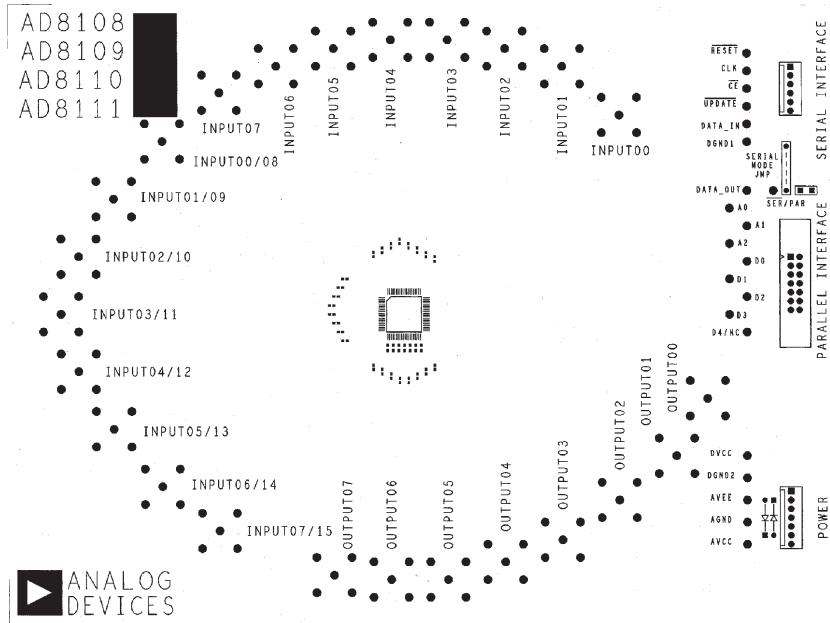 AD8108
AD8109
AD8110
AD8111
INPUT07
INPUT06
INPUT05
INPUT04
INPUT03
INPUT02
INPUT01
INPUT00
INPUT00/08
INPUT01/09
INPUT02/10
INPUT03/11
INPUT04/12
INPUT05/13
INPUT06/14
INPUT07/15
OUTPUT07
OUTPUT06
OUTPUT05
OUTPUT04
OUTPUT03
OUTPUT02
OUTPUT01
OUTPUT00
RESET
CLK
CE
UPDATE
DATA_IN
DGND1
SERIAL
MODE
JMP
DATA_OUT
SER/PAR
A0
A1
A2
D0
D1
D2
D3
D4/NC
SERIAL INTERFACE
PARALLEL INTERFACE
DVCC
DGND2
AVEE
AGND
AVCC
POWER
ANALOG
DEVICES